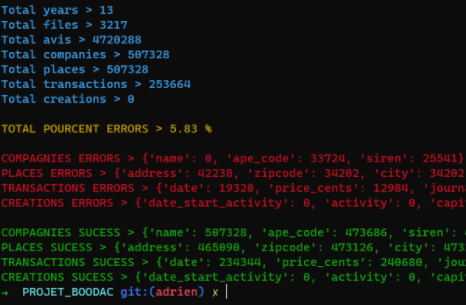 Total years > 13
Total files > 3217
Total avis > 4720288
Total companies > 507328
Total places > 507328
Total transactions > 253664
Total creations > 0
TOTAL POURCENT ERRORS > 5.83 %
COMPAGNIES ERRORS > {'name': 0, 'ape_code': 33724, 'siren': 25541}
PLACES ERRORS > {'address': 42238, 'zipcode': 34202, 'city': 34202
TRANSACTIONS ERRORS > {'date': 19320, 'price_cents': 12984, 'journ
CREATIONS ERRORS > {'date_start_activity': 0, 'activity': 0, 'capi
COMPAGNIES SUCESS > {'name': 507328, 'ape_code': 473686, 'siren':
PLACES SUCESS > {'address': 465090, 'zipcode': 473126, 'city': 473
TRANSACTIONS SUCESS > {'date': 234344, 'price_cents': 240680, 'jou
CREATIONS SUCESS > {'date_start_activity': 0, 'activity': 0, 'capi
→ PROJET_BOODAC git:(adrien) ✗